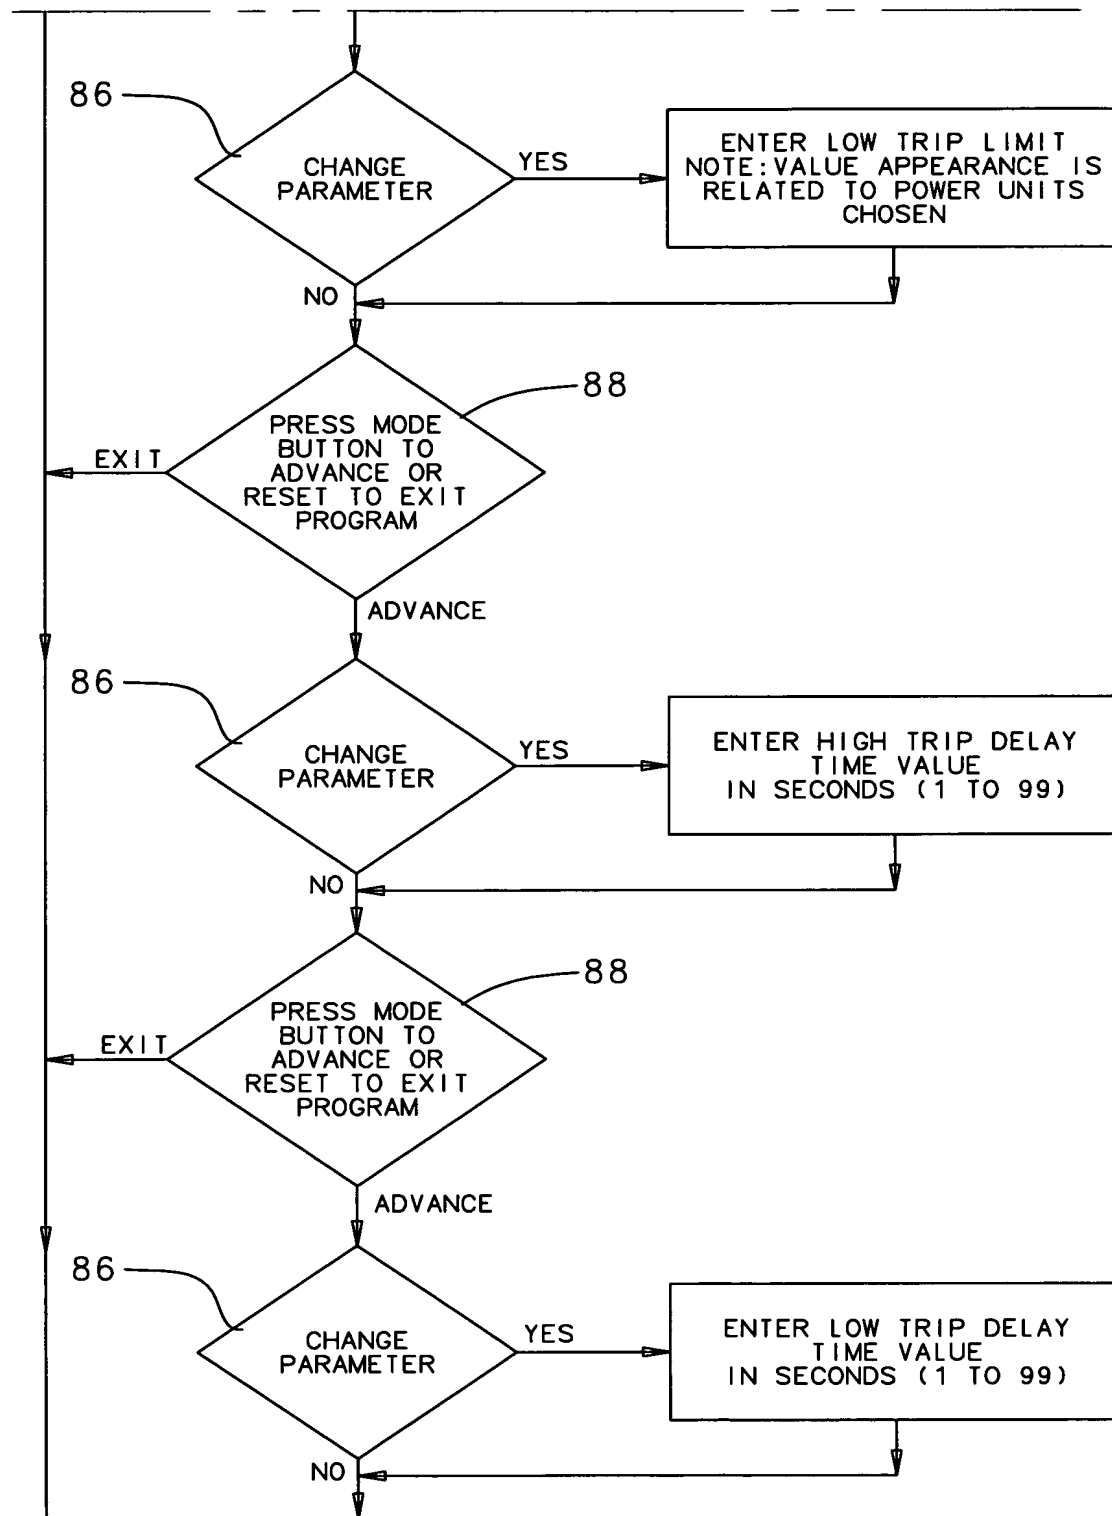 86
CHANGE
PARAMETER
YES
ENTER LOW TRIP LIMIT
NOTE:VALUE APPEARANCE IS
RELATED TO POWER UNITS
CHOSEN
NO
88
PRESS MODE
BUTTON TO
ADVANCE OR
RESET TO EXIT
PROGRAM
EXIT
ADVANCE
86
CHANGE
PARAMETER
YES
ENTER HIGH TRIP DELAY
TIME VALUE
IN SECONDS (1 TO 99)
NO
88
PRESS MODE
BUTTON TO
ADVANCE OR
RESET TO EXIT
PROGRAM
EXIT
ADVANCE
86
CHANGE
PARAMETER
YES
ENTER LOW TRIP DELAY
TIME VALUE
IN SECONDS (1 TO 99)
NO